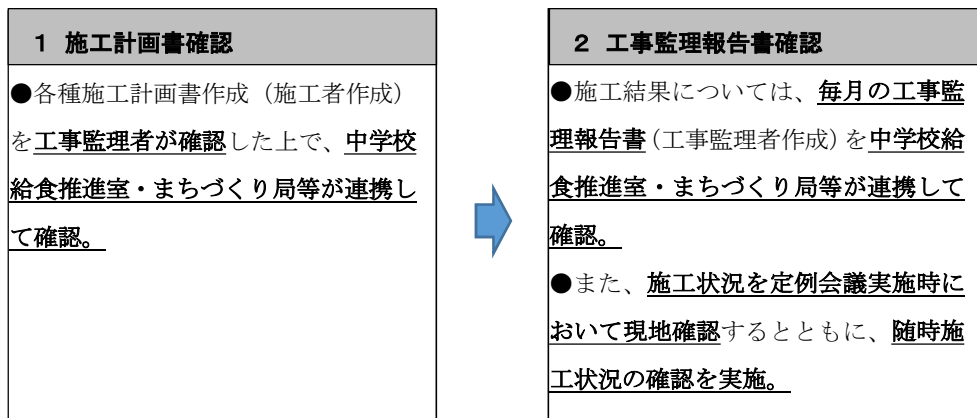 1 施工計画書確認
●各種施工計画書作成（施工者作成）
を工事監理者が確認した上で、中学校
給食推進室・まちづくり局等が連携し
て確認。
2 工事監理報告書確認
●施工結果については、毎月の工事監
理報告書（工事監理者作成）を中学校給
食推進室・まちづくり局等が連携して
確認。
●また、施工状況を定例会議実施時に
おいて現地確認するとともに、随時施
工状況の確認を実施。